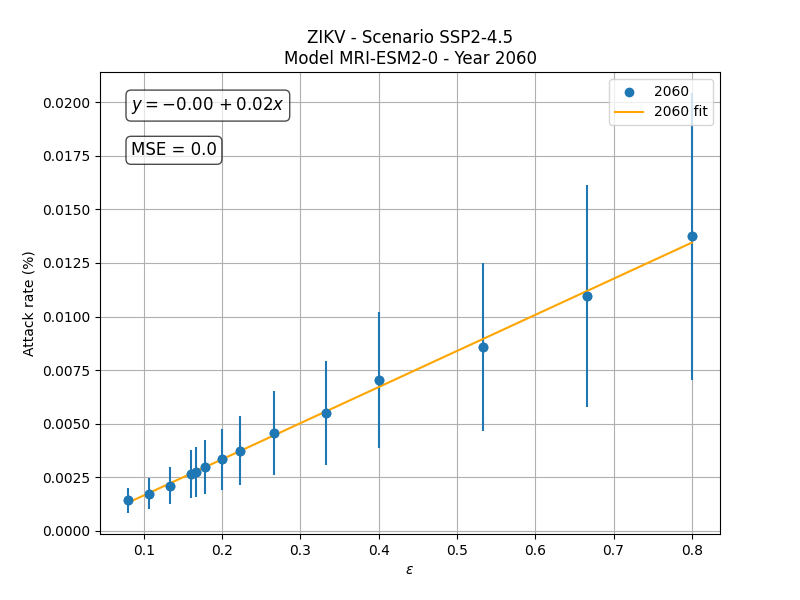 ZIKV - Scenario SSP2-4.5
Model MRI-ESM2-0 - Year 2060
y = −0.00 + 0.02x
MSE = 0.0
2060
2060 fit
Attack rate (%)
0.0200
0.0175
0.0150
0.0125
0.0100
0.0075
0.0050
0.0025
0.0000
0.1 0.2 0.3 0.4 0.5 0.6 0.7 0.8
ε